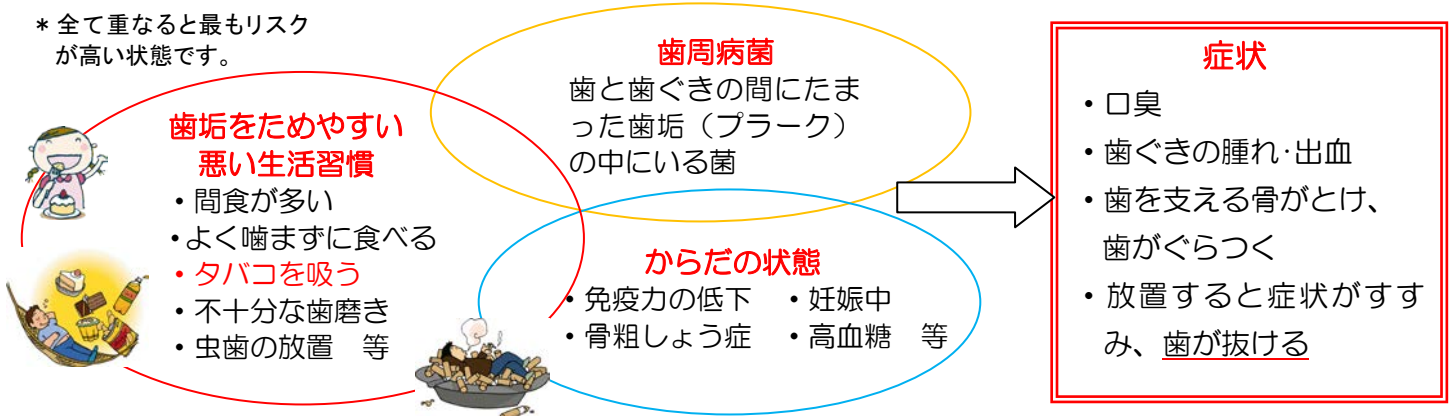 ＊全て重なると最もリスク
が高い状態です。
歯垢をためやすい
悪い生活習慣
・間食が多い
・よく噛まずに食べる
・タバコを吸う
・不十分な歯磨き
・虫歯の放置　等
歯周病菌
歯と歯ぐきの間にたま
った歯垢（プラーク）
の中にいる菌
からだの状態
・免疫力の低下　・妊娠中
・骨粗しょう症　・高血糖　等
症状
・口臭
・歯ぐきの腫れ・出血
・歯を支える骨がとけ、
歯がぐらつく
・放置すると症状がすす
み、歯が抜ける